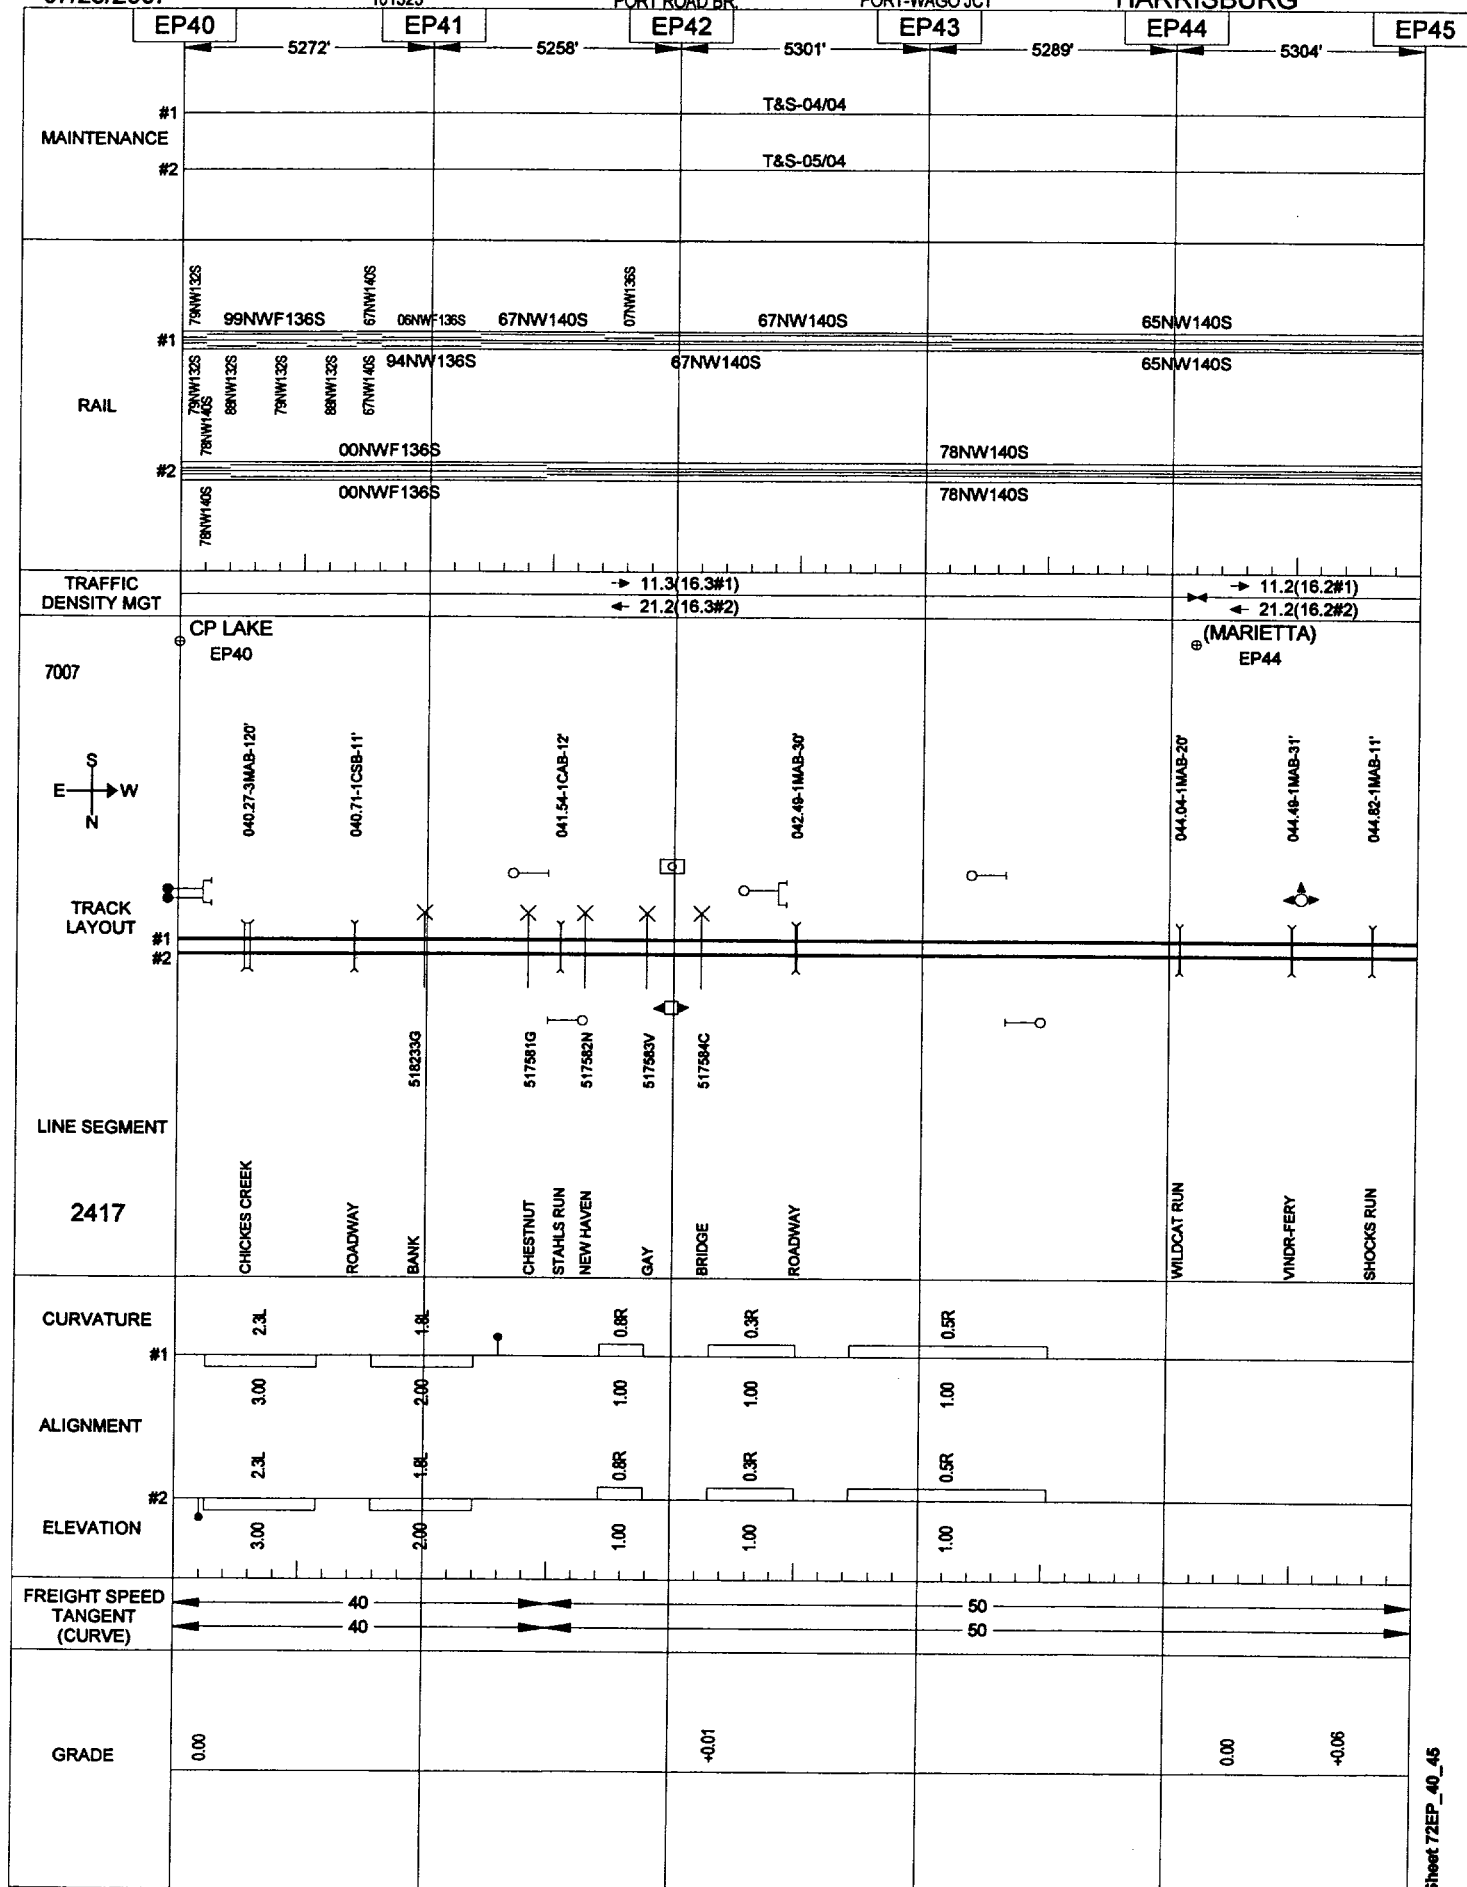 PORT ROAD BR.
PORT-WAGO JCT
HARRISBURG
EP40
EP41
EP42
EP43
EP44
EP45
5272'
5258'
5301'
5289'
5304'
MAINTENANCE
#1
T&S-04/04
#2
T&S-05/04
RAIL
79NW132S
99NWF136S
67NW140S
06NWF136S
67NW140S
07NW136S
67NW140S
65NW140S
#1
79NW132S
88NW132S
79NW132S
88NW132S
67NW140S
94NW136S
67NW140S
65NW140S
78NW140S
00NWF136S
78NW140S
#2
78NW140S
00NWF136S
78NW140S
TRAFFIC
DENSITY MGT
11.3(16.3#1)
21.2(16.3#2)
11.2(16.2#1)
21.2(16.2#2)
CP LAKE
EP40
(MARIETTA)
EP44
7007
S
E
W
N
040.27-3MAB-120'
040.71-1CSB-11'
041.54-1CAB-12'
042.49-1MAB-30'
044.04-1MAB-20'
044.49-1MAB-31'
044.82-1MAB-11'
TRACK
LAYOUT
#1
#2
518233G
517581G
517582N
517583V
517584C
LINE SEGMENT
2417
CHICKES CREEK
ROADWAY
BANK
CHESTNUT
STAHLS RUN
NEW HAVEN
GAY
BRIDGE
ROADWAY
WILDCAT RUN
VINDR-FERY
SHOCKS RUN
CURVATURE
#1
2.3L
1.8L
0.8R
0.3R
0.5R
3.00
2.00
1.00
1.00
1.00
ALIGNMENT
#2
2.3L
1.8L
0.8R
0.3R
0.5R
ELEVATION
3.00
2.00
1.00
1.00
1.00
FREIGHT SPEED
TANGENT
(CURVE)
40
50
40
50
GRADE
0.00
+0.01
0.00
+0.06
Sheet 72EP_40_45